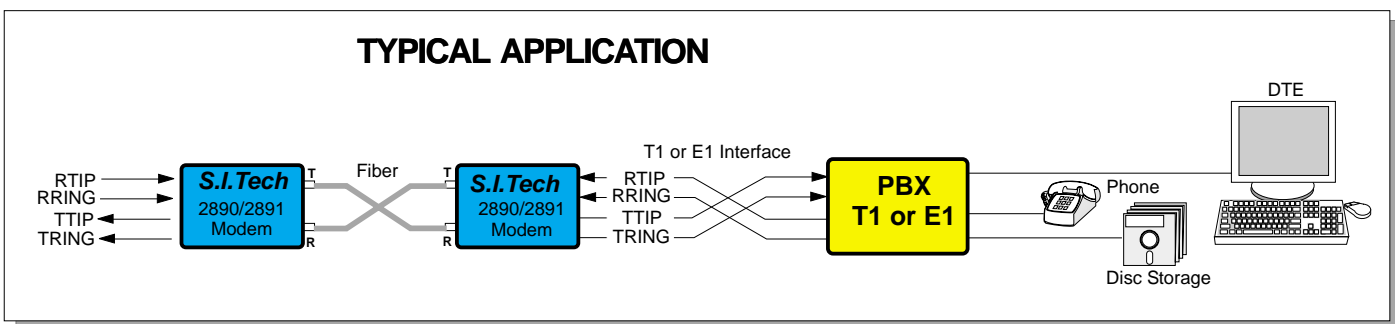 TYPICAL APPLICATION
RTIP
RRING
TTIP
TRING
S.I.Tech
2890/2891
Modem
T
R
Fiber
T
R
S.I.Tech
2890/2891
Modem
T1 or E1 Interface
RTIP
RRING
TTIP
TRING
PBX
T1 or E1
Phone
Disc Storage
DTE